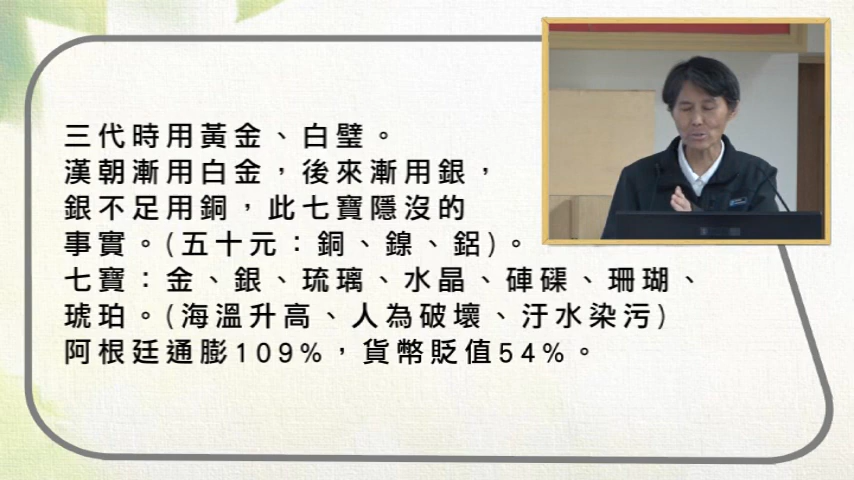 三代時用黃金、白璧。
漢朝漸用白金，後來漸用銀，
銀不足用銅，此七寶隱沒的
事實。(五十元：銅、鎳、鋁)。
七寶：金、銀、琉璃、水晶、硨磲、珊瑚、
琥珀。(海溫升高、人為破壞、汙水染污)
阿根廷通膨109%，貨幣貶值54%。